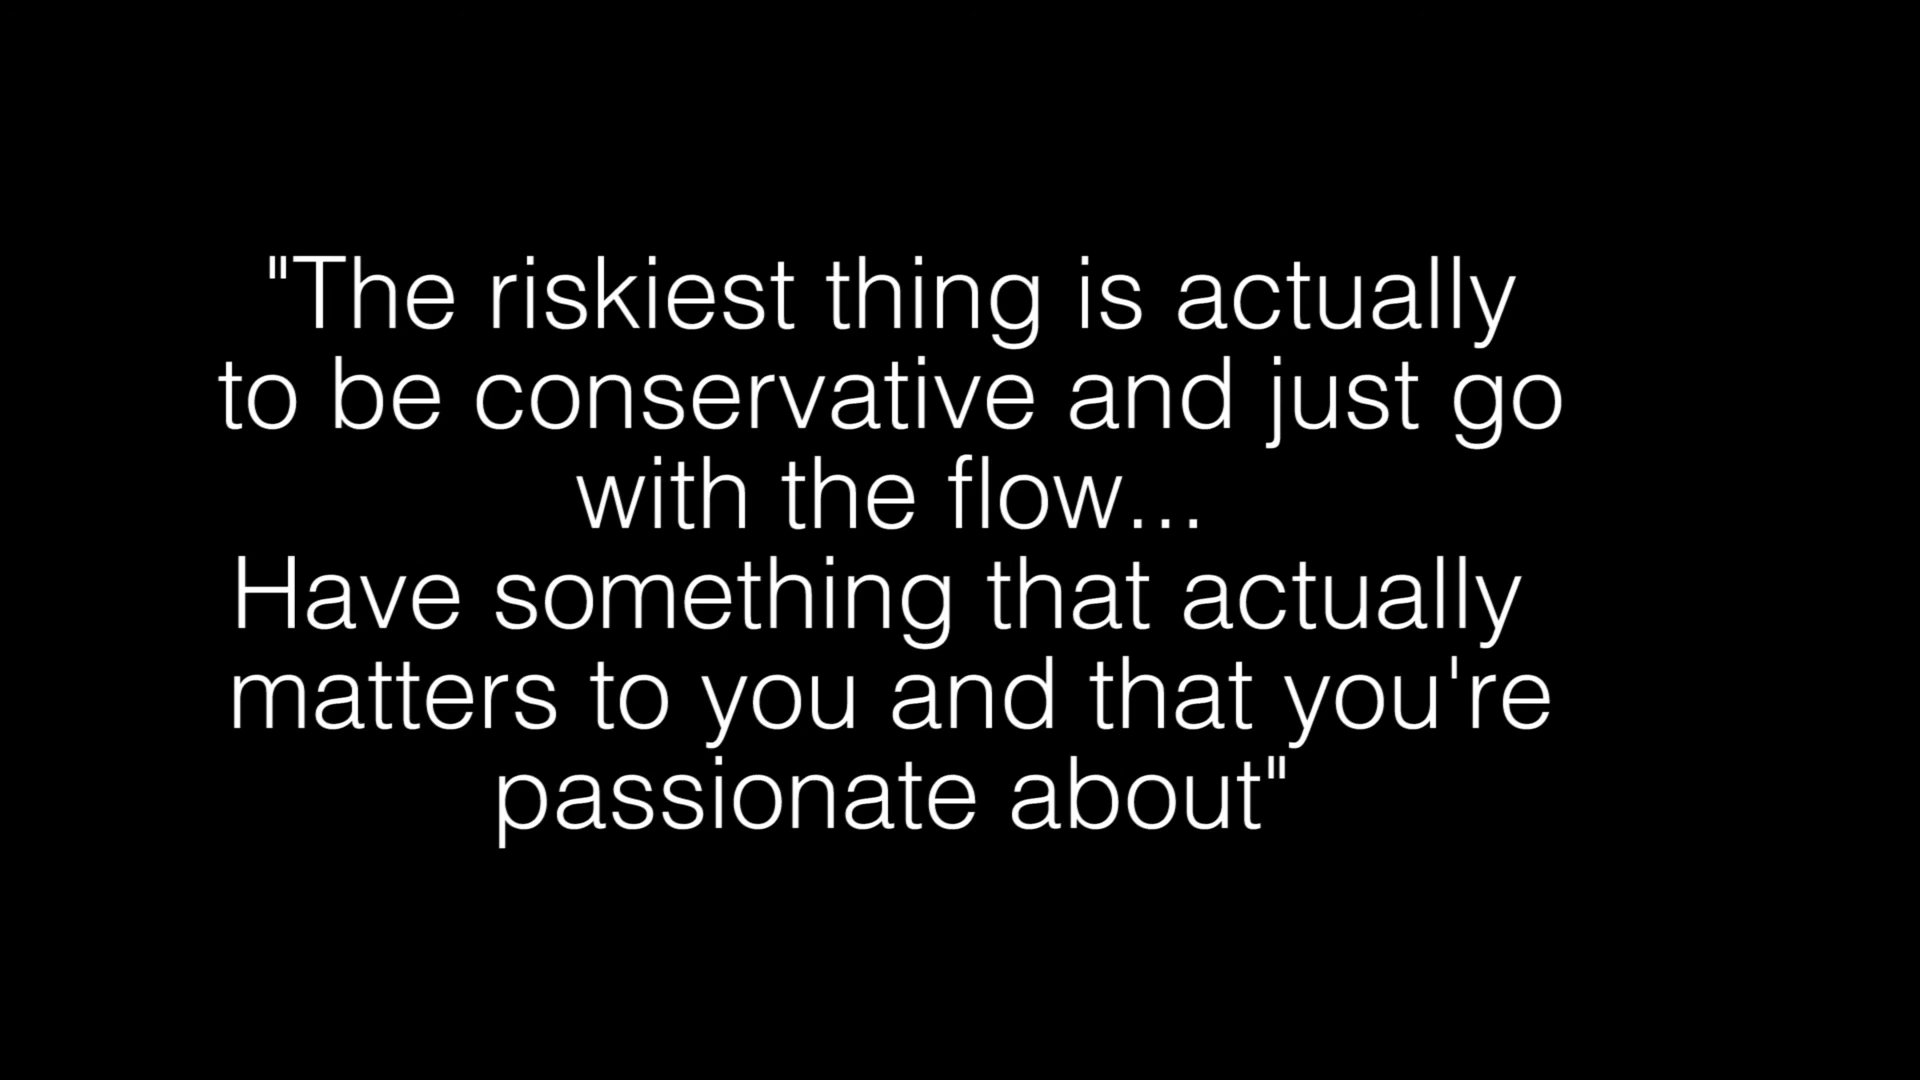 "The riskiest thing is actually
to be conservative and just go
with the flow...
Have something that actually
matters to you and that you're
passionate about"